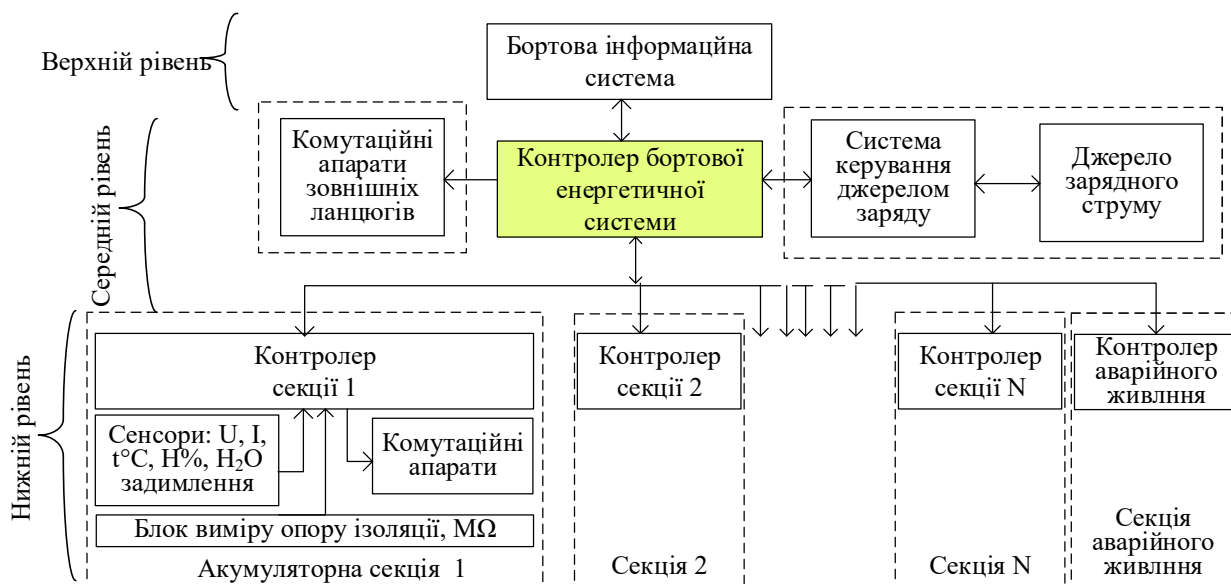 Верхній рівень
Бортова інформаційна
система
Середній рівень
Комутаційні
апарати
зовнішніх
ланцюгів
Контролер бортової
енергетичної
системи
Система
керування
джерелом
заряду
Джерело
зарядного
струму
Нижній рівень
Контролер
секції 1
Сенсори: U, I,
t°C, H%, H₂O
задимлення
Комутаційні
апарати
Блок виміру опору ізоляції, MΩ
Акумуляторна секція 1
Контролер
секції 2
Секція 2
Контролер
секції N
Секція N
Контролер
аварійного
живлння
Секція
аварійного
живлння